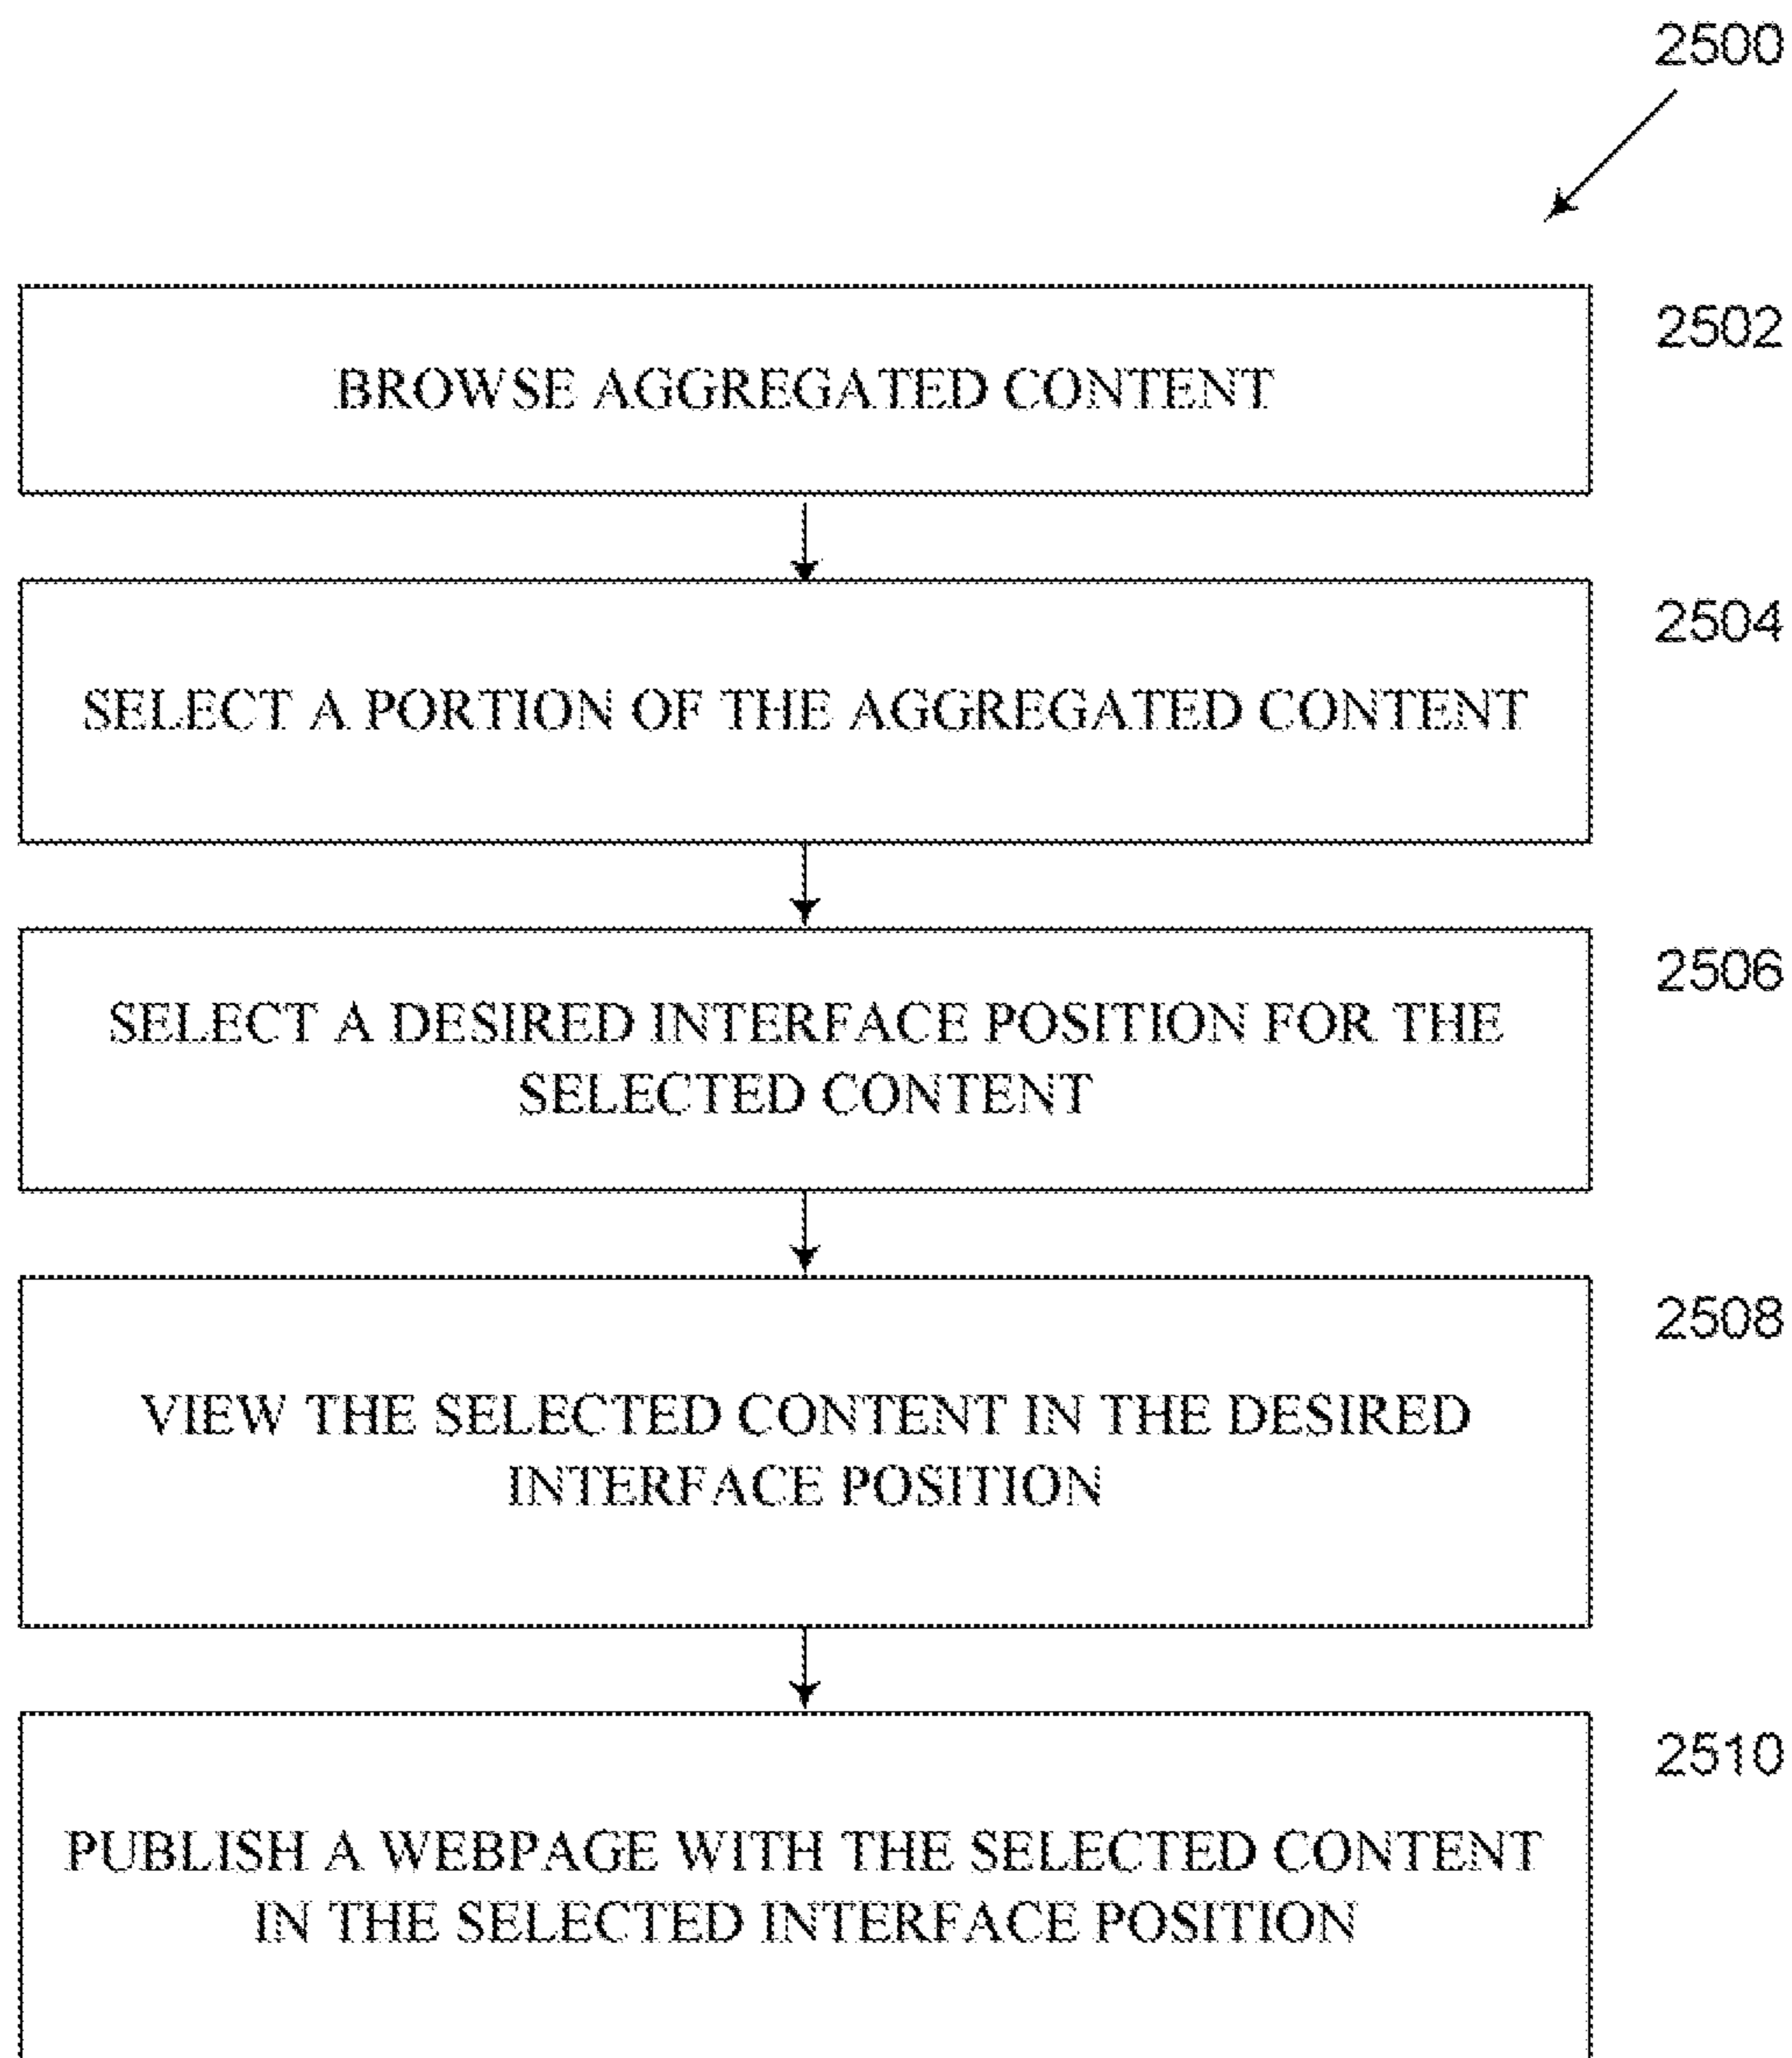 2500
2502
BROWSE AGGREGATED CONTENT
2504
SELECT A PORTION OF THE AGGREGATED CONTENT
2506
SELECT A DESIRED INTERFACE POSITION FOR THE
SELECTED CONTENT
2508
VIEW THE SELECTED CONTENT IN THE DESIRED
INTERFACE POSITION
2510
PUBLISH A WEBPAGE WITH THE SELECTED CONTENT
IN THE SELECTED INTERFACE POSITION